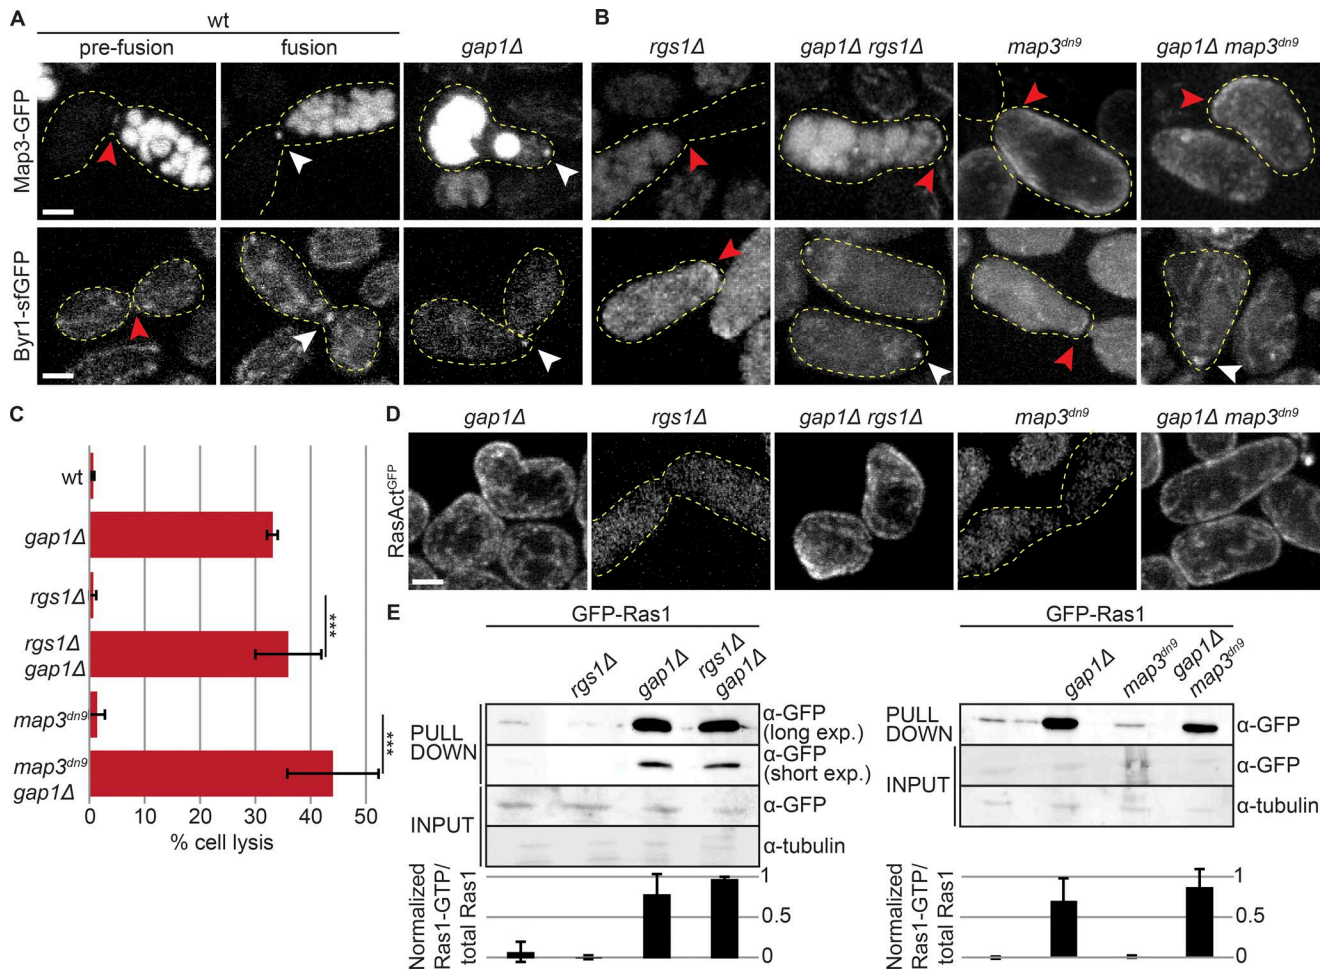 A
wt
pre-fusion fusion gap1Δ
B
rgs1Δ gap1Δ rgs1Δ map3dn9 gap1Δ map3dn9
Map3-GFP
Byr1-sfGFP
C
wt
gap1Δ
rgs1Δ
rgs1Δ
gap1Δ
map3dn9
map3dn9
gap1Δ
***
***
0 10 20 30 40 50
% cell lysis
D
gap1Δ rgs1Δ gap1Δ rgs1Δ map3dn9 gap1Δ map3dn9
RasActGFP
E
GFP-Ras1
rgs1Δ gap1Δ rgs1Δ gap1Δ
PULL DOWN
α-GFP (long exp.)
α-GFP (short exp.)
INPUT
α-GFP
α-tubulin
Normalized Ras1-GTP/ total Ras1
1
0.5
0
GFP-Ras1
gap1Δ map3dn9 gap1Δ map3dn9
PULL DOWN
α-GFP
INPUT
α-GFP
α-tubulin
Normalized Ras1-GTP/ total Ras1
1
0.5
0